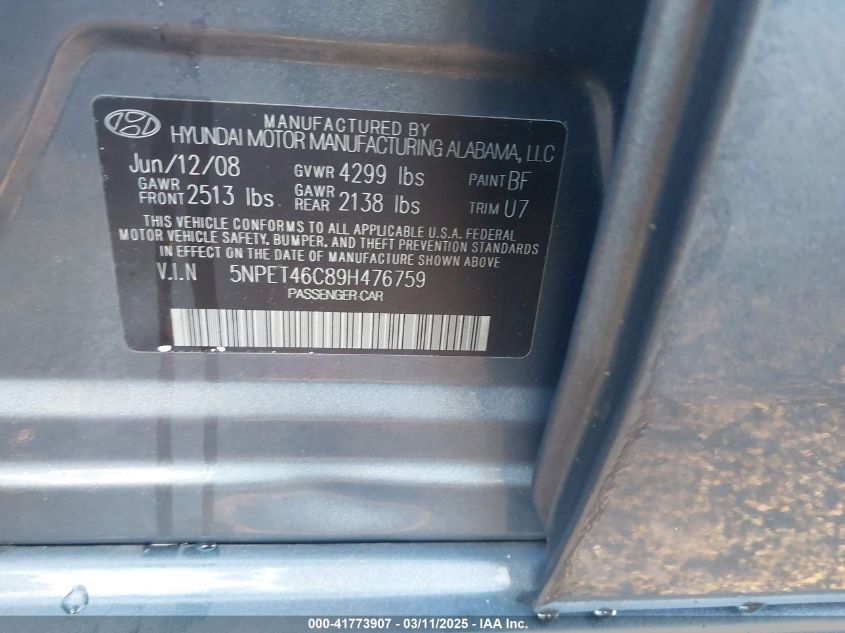 MANUFACTURED BY
HYUNDAI MOTOR MANUFACTURING ALABAMA, LLC
Jun/12/08 GVWR 4299 lbs PAINT BF
GAWR FRONT 2513 lbs GAWR REAR 2138 lbs TRIM U7
THIS VEHICLE CONFORMS TO ALL APPLICABLE U.S.A. FEDERAL
MOTOR VEHICLE SAFETY, BUMPER, AND THEFT PREVENTION STANDARDS
IN EFFECT ON THE DATE OF MANUFACTURE SHOWN ABOVE
V.I.N 5NPET46C89H476759
PASSENGER-CAR
000-41773907 - 03/11/2025 - IAA Inc.